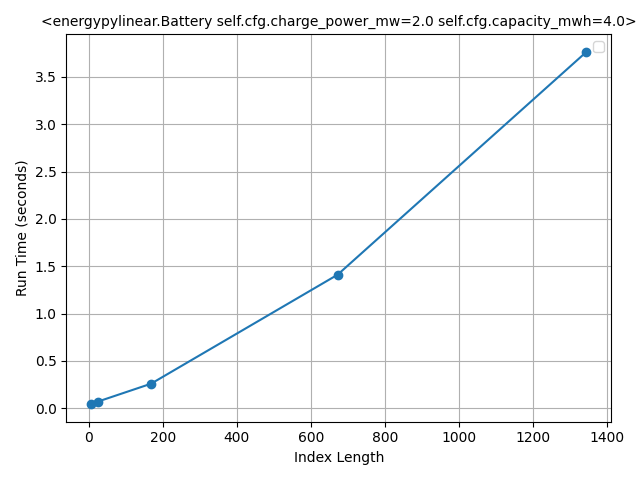 <energypylinear.Battery self.cfg.charge_power_mw=2.0 self.cfg.capacity_mwh=4.0>
3.5
3.0
2.5
2.0
1.5
1.0
0.5
0.0
Run Time (seconds)
0 200 400 600 800 1000 1200 1400
Index Length